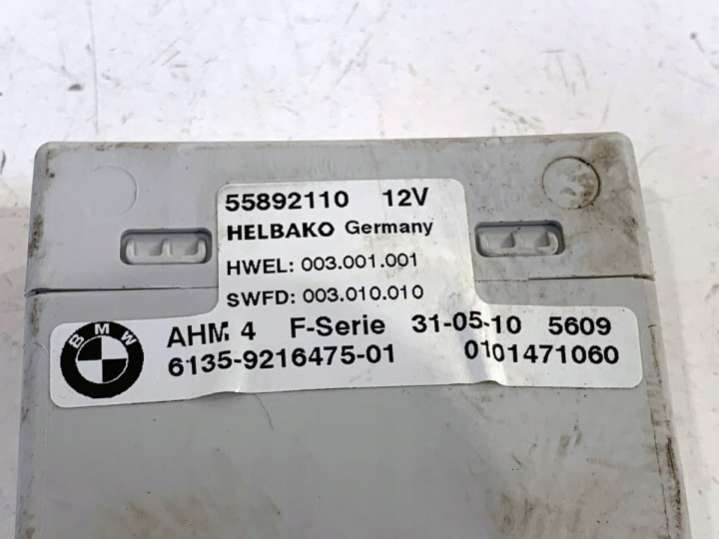 55892110 12V
HELBAKO Germany
HWEL: 003.001.001
SWFD: 003.010.010
BMW
AHM 4 F-Serie 31-05-10 5609
6135-9216475-01 0101471060